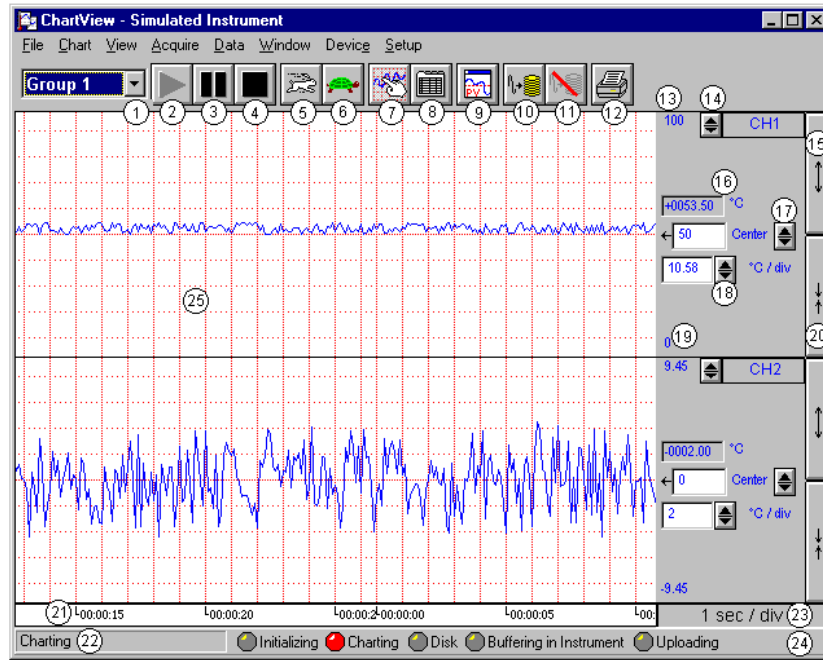 ChartView - Simulated Instrument
File Chart View Acquire Data Window Device Setup
Group 1
PV
1 2 3 4 5 6 7 8 9 10 11 12 13 14
100 CH1
15
16
+0053.50 °C
17
50 Center
10.58 °C / div
18
25
0 19 20
9.45 CH2
-0002.00 °C
0 Center
2 °C / div
-9.45
21 00:00:15 00:00:20 00:00:2 00:00:00 00:00:05 00: 1 sec / div 23
Charting 22 Initializing Charting Disk Buffering in Instrument Uploading 24